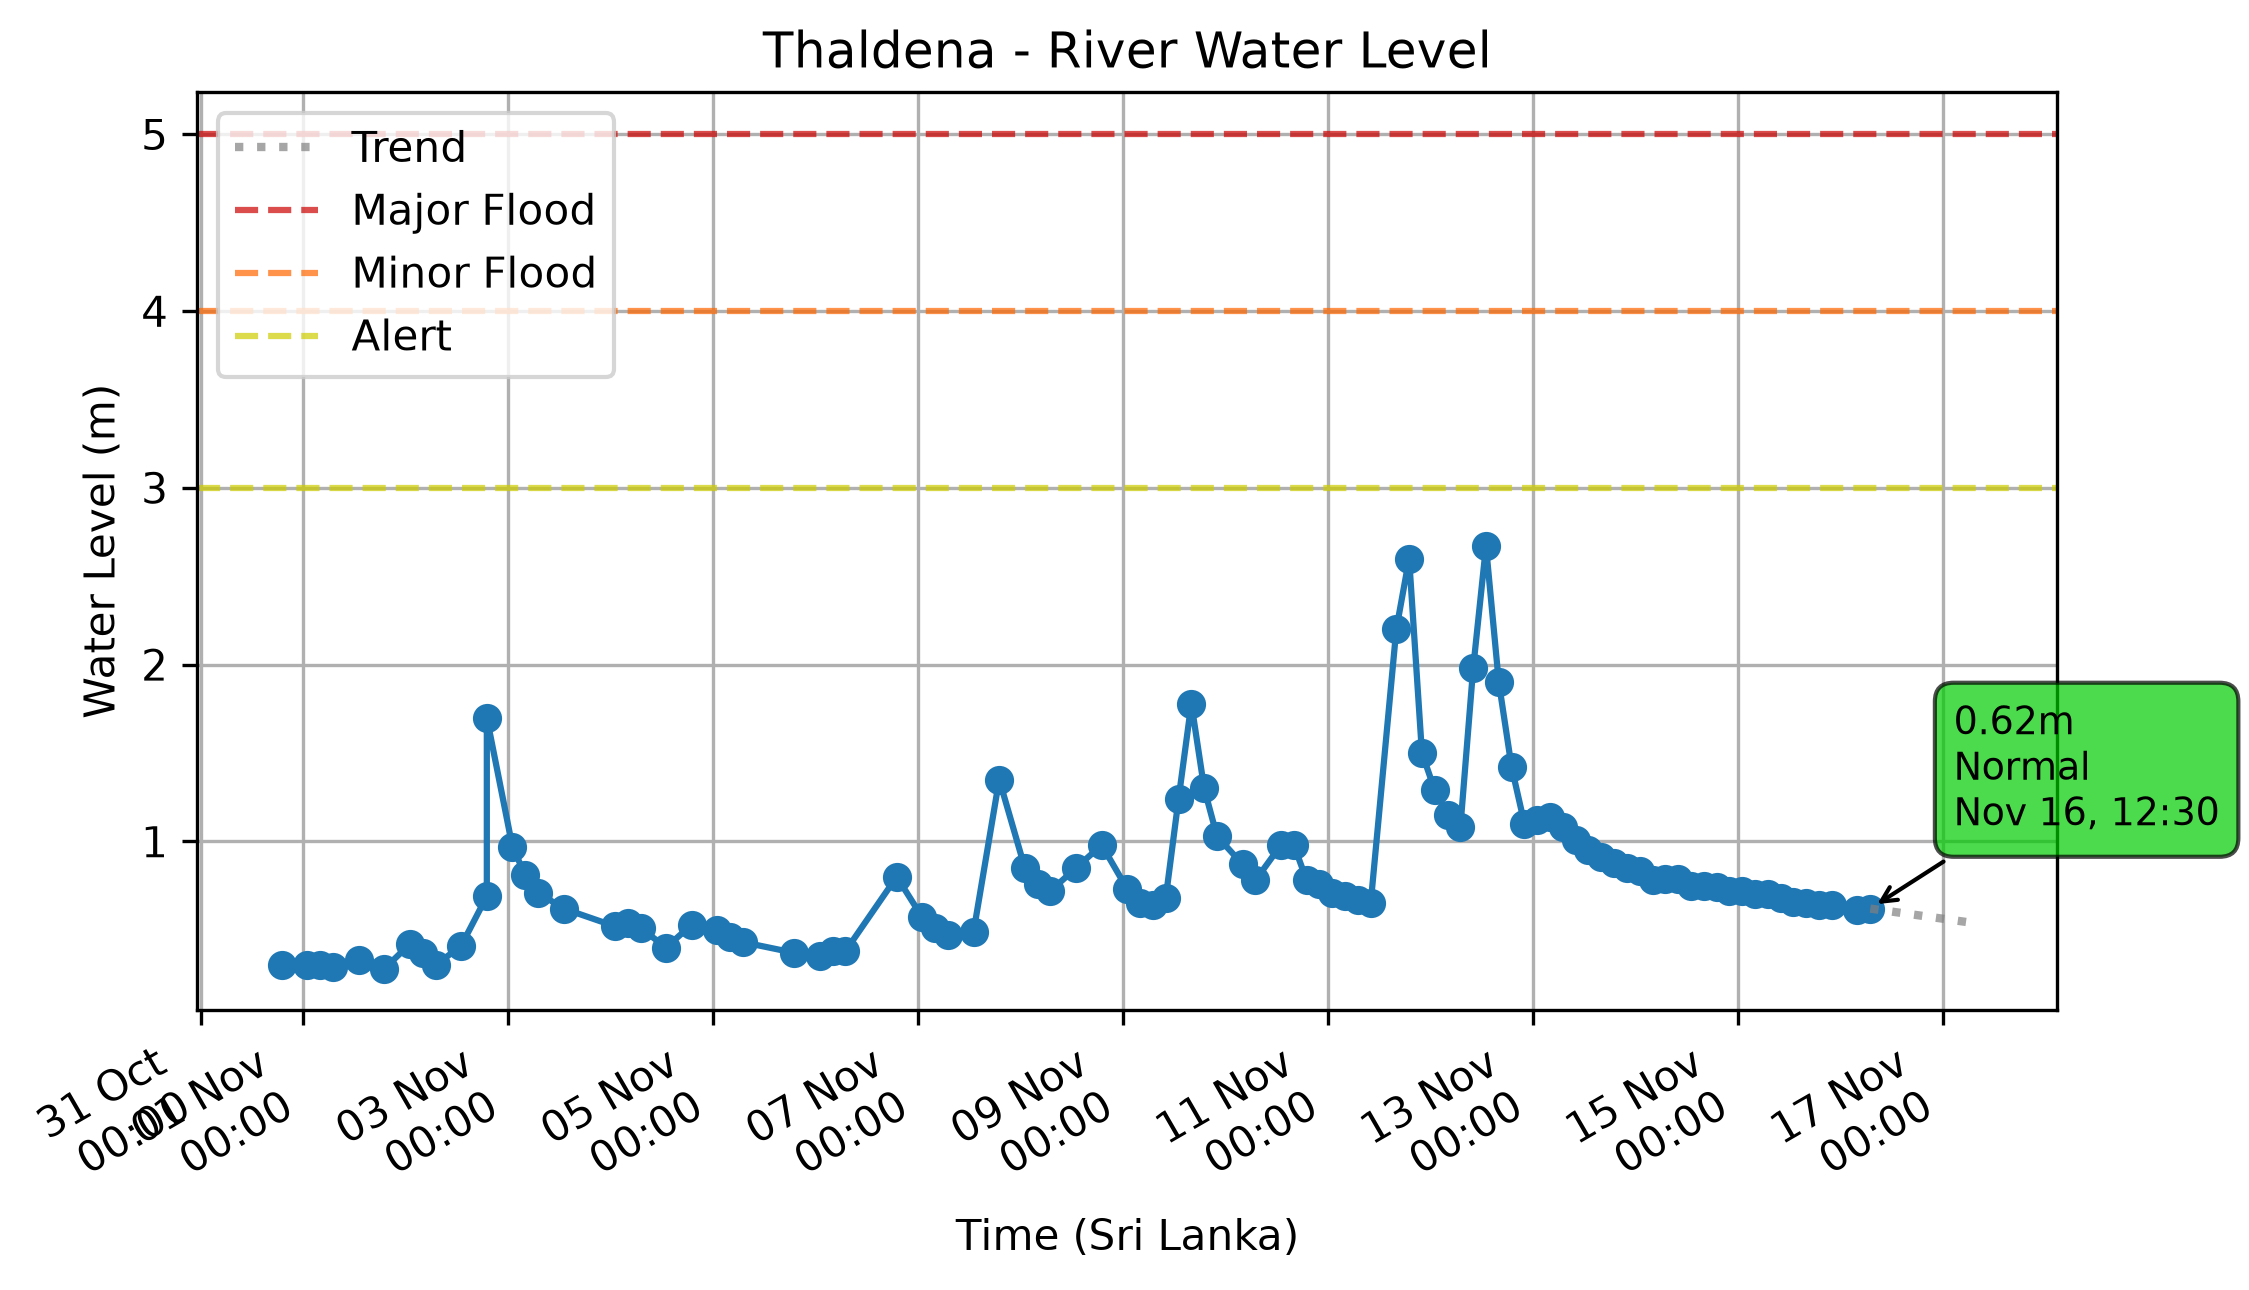 Thaldena - River Water Level
Trend
Major Flood
Minor Flood
Alert
5
4
3
2
1
Water Level (m)
0.62m
Normal
Nov 16, 12:30
31 Oct
00:00
01 Nov
00:00
03 Nov
00:00
05 Nov
00:00
07 Nov
00:00
09 Nov
00:00
11 Nov
00:00
13 Nov
00:00
15 Nov
00:00
17 Nov
00:00
Time (Sri Lanka)